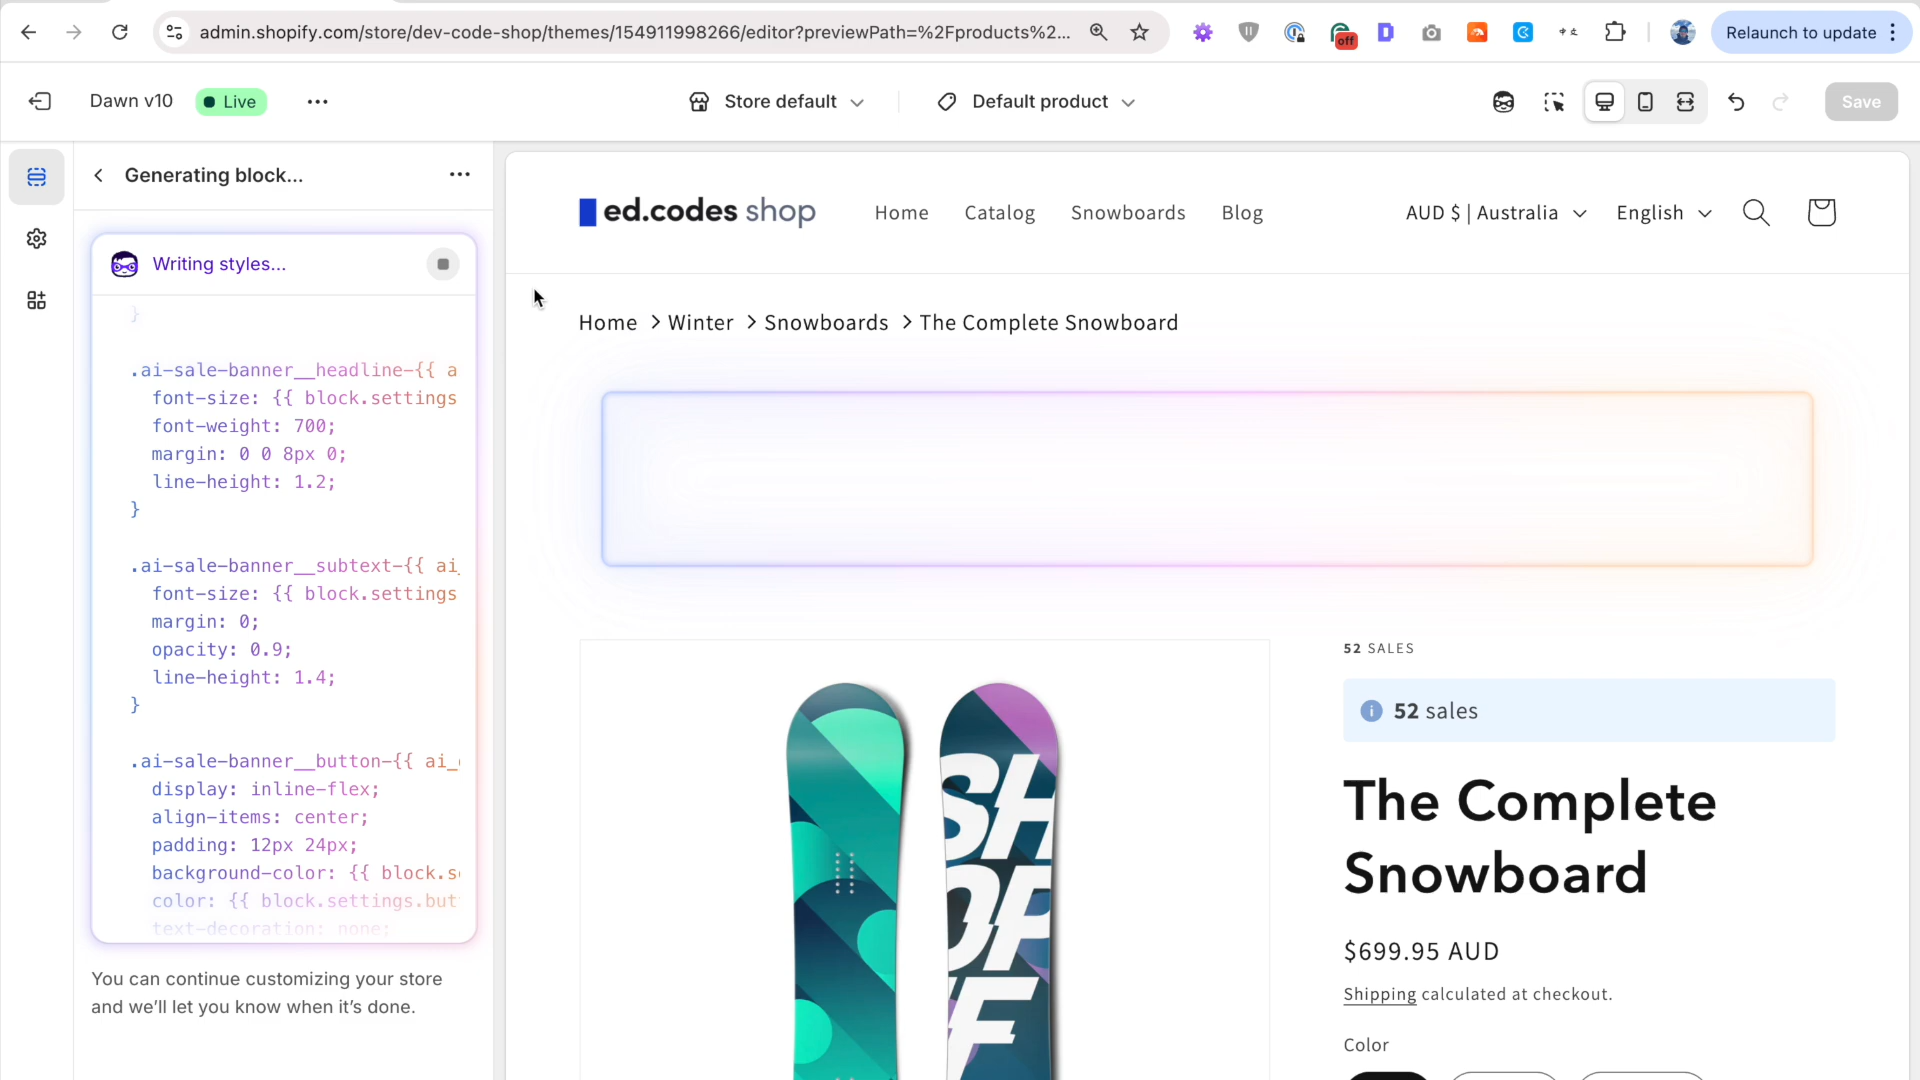 admin.shopify.com/store/dev-code-shop/themes/154911998266/editor?previewPath=%2Fproducts%2...
off
Relaunch to update
Dawn v10
Live
Store default
Default product
Save
Generating block...
Writing styles...
}
.ai-sale-banner__headline-{{ a
font-size: {{ block.settings
font-weight: 700;
margin: 0 0 8px 0;
line-height: 1.2;
}
.ai-sale-banner__subtext-{{ ai_
font-size: {{ block.settings
margin: 0;
opacity: 0.9;
line-height: 1.4;
}
.ai-sale-banner__button-{{ ai_
display: inline-flex;
align-items: center;
padding: 12px 24px;
background-color: {{ block.s
color: {{ block.settings.but
text-decoration: none;
You can continue customizing your store
and we'll let you know when it's done.
ed.codes shop
Home
Catalog
Snowboards
Blog
AUD $ | Australia
English
Home > Winter > Snowboards > The Complete Snowboard
52 SALES
52 sales
The Complete
Snowboard
$699.95 AUD
Shipping calculated at checkout.
Color